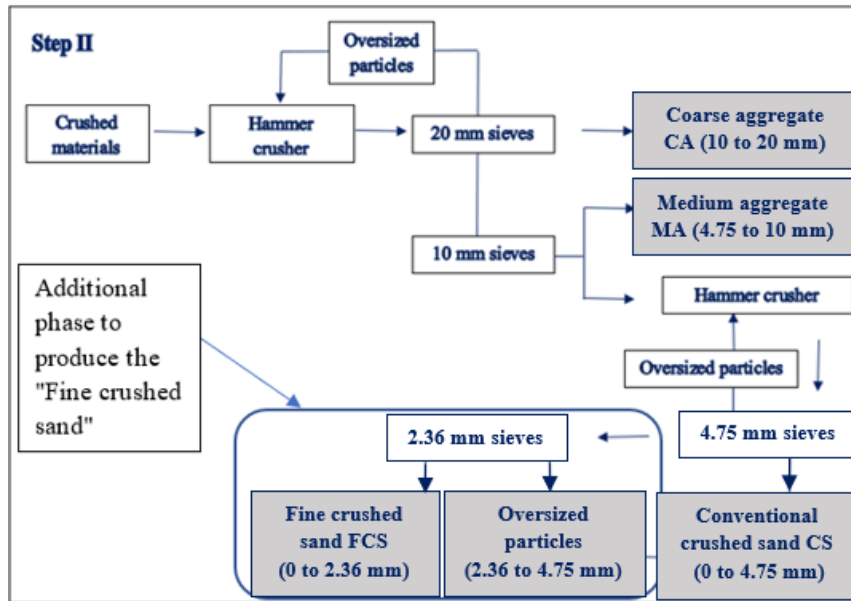 Step II
Oversized
particles
Crushed
materials
Hammer
crusher
20 mm sieves
Coarse aggregate
CA (10 to 20 mm)
Medium aggregate
MA (4.75 to 10 mm)
10 mm sieves
Additional
phase to
produce the
"Fine crushed
sand"
Hammer crusher
Oversized particles
2.36 mm sieves
4.75 mm sieves
Fine crushed
sand FCS
(0 to 2.36 mm)
Oversized
particles
(2.36 to 4.75 mm)
Conventional
crushed sand CS
(0 to 4.75 mm)